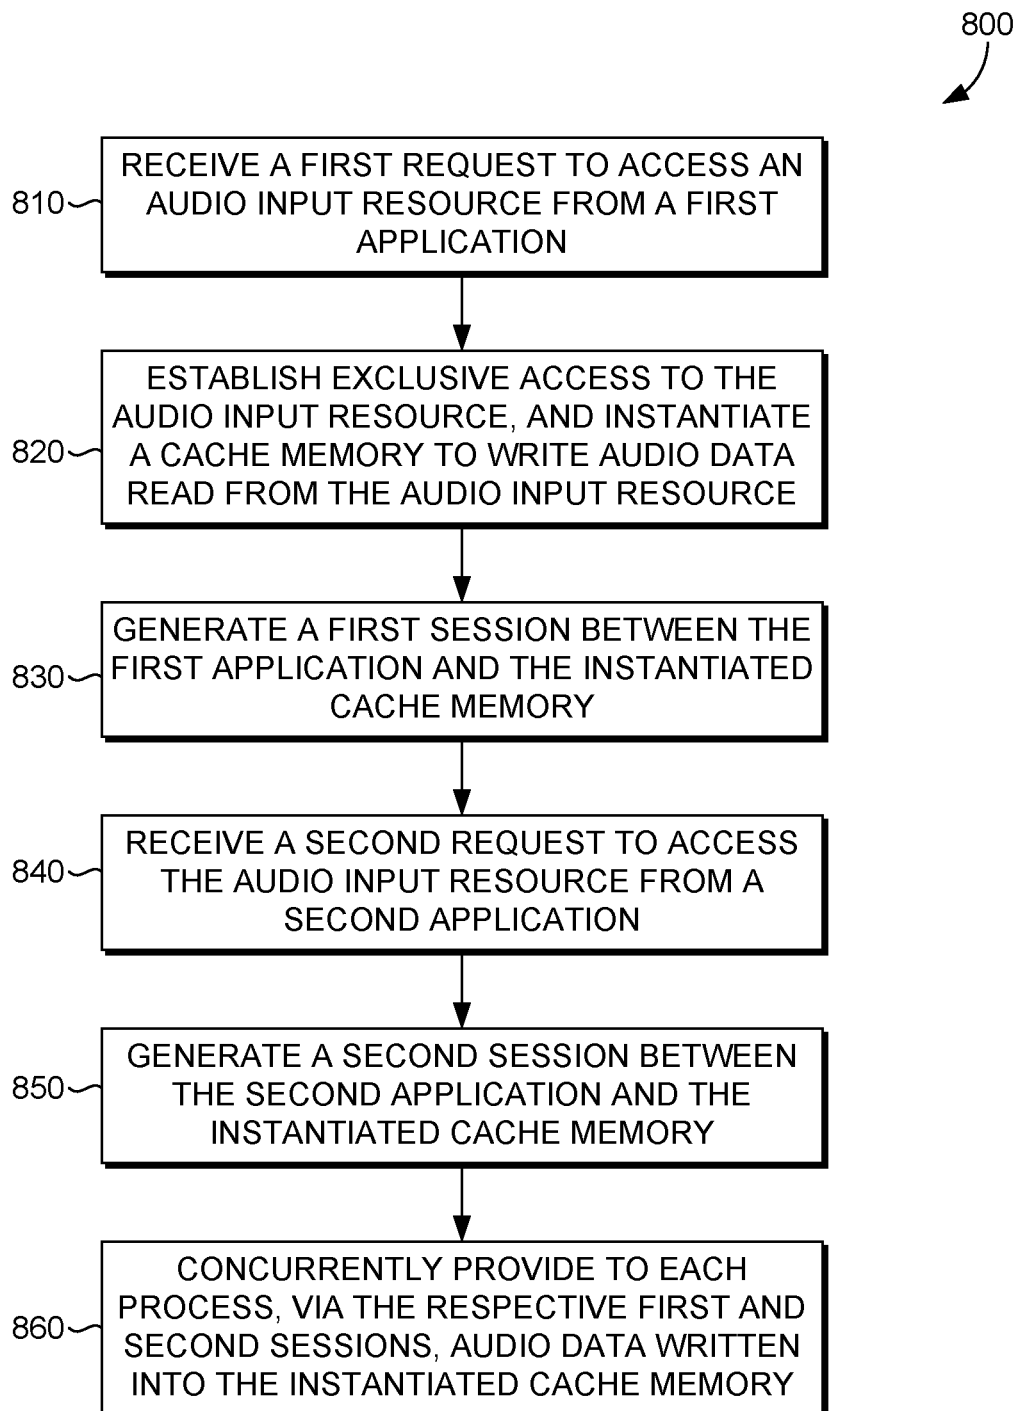 800
RECEIVE A FIRST REQUEST TO ACCESS AN
AUDIO INPUT RESOURCE FROM A FIRST
APPLICATION
810
ESTABLISH EXCLUSIVE ACCESS TO THE
AUDIO INPUT RESOURCE, AND INSTANTIATE
A CACHE MEMORY TO WRITE AUDIO DATA
READ FROM THE AUDIO INPUT RESOURCE
820
GENERATE A FIRST SESSION BETWEEN THE
FIRST APPLICATION AND THE INSTANTIATED
CACHE MEMORY
830
RECEIVE A SECOND REQUEST TO ACCESS
THE AUDIO INPUT RESOURCE FROM A
SECOND APPLICATION
840
GENERATE A SECOND SESSION BETWEEN
THE SECOND APPLICATION AND THE
INSTANTIATED CACHE MEMORY
850
CONCURRENTLY PROVIDE TO EACH
PROCESS, VIA THE RESPECTIVE FIRST AND
SECOND SESSIONS, AUDIO DATA WRITTEN
INTO THE INSTANTIATED CACHE MEMORY
860